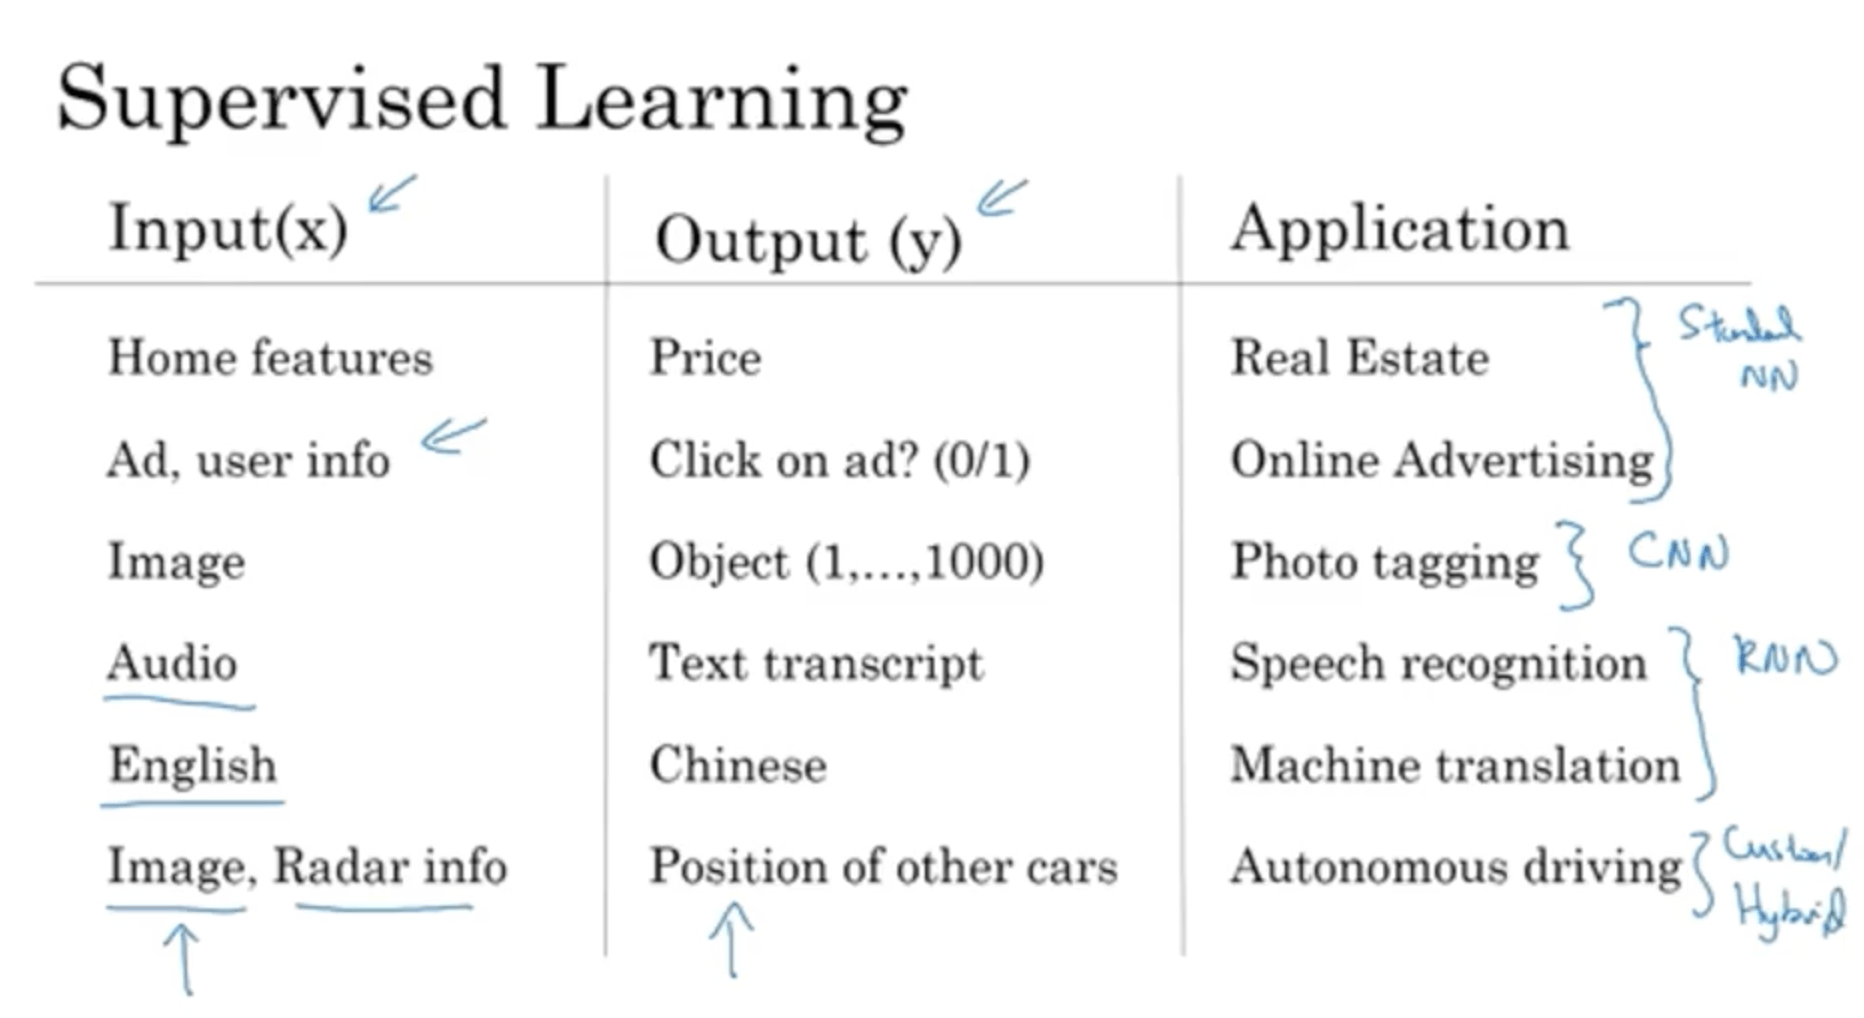 Supervised Learning
Input(x) Output (y) Application
Home features Price Real Estate Standard NN
Ad, user info Click on ad? (0/1) Online Advertising
Image Object (1,...,1000) Photo tagging CNN
Audio Text transcript Speech recognition RNN
English Chinese Machine translation
Image, Radar info Position of other cars Autonomous driving Custom/
Hybrid